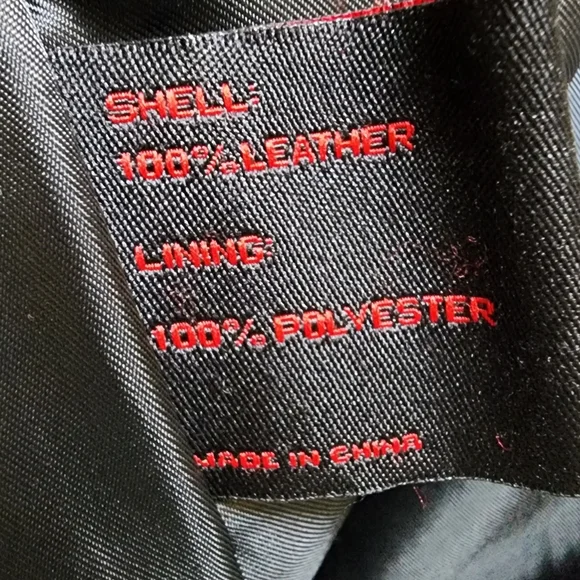 SHELL:
100% LEATHER
LINING:
100% POLYESTER
MADE IN CHINA